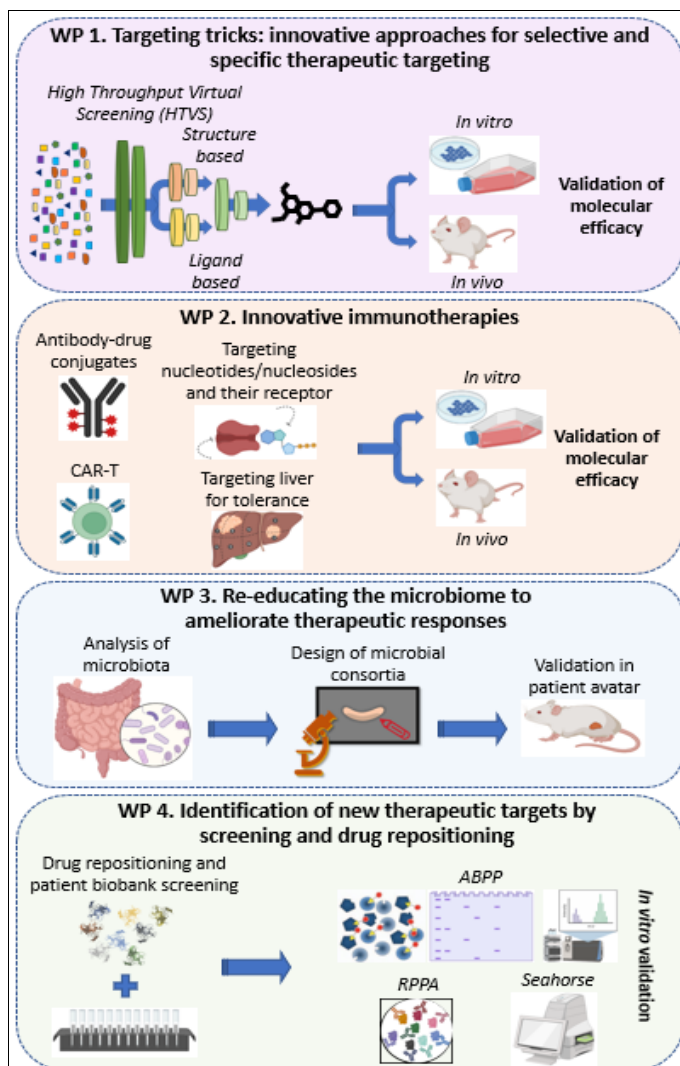 WP 1. Targeting tricks: innovative approaches for selective and
specific therapeutic targeting
High Throughput Virtual
Screening (HTVS)
Structure
based
Ligand
based
In vitro
In vivo
Validation of
molecular
efficacy
WP 2. Innovative immunotherapies
Antibody-drug
conjugates
Targeting
nucleotides/nucleosides
and their receptor
CAR-T
Targeting liver
for tolerance
In vitro
In vivo
Validation of
molecular
efficacy
WP 3. Re-educating the microbiome to
ameliorate therapeutic responses
Analysis of
microbiota
Design of microbial
consortia
Validation in
patient avatar
WP 4. Identification of new therapeutic targets by
screening and drug repositioning
Drug repositioning and
patient biobank screening
ABPP
RPPA
Seahorse
In vitro validation